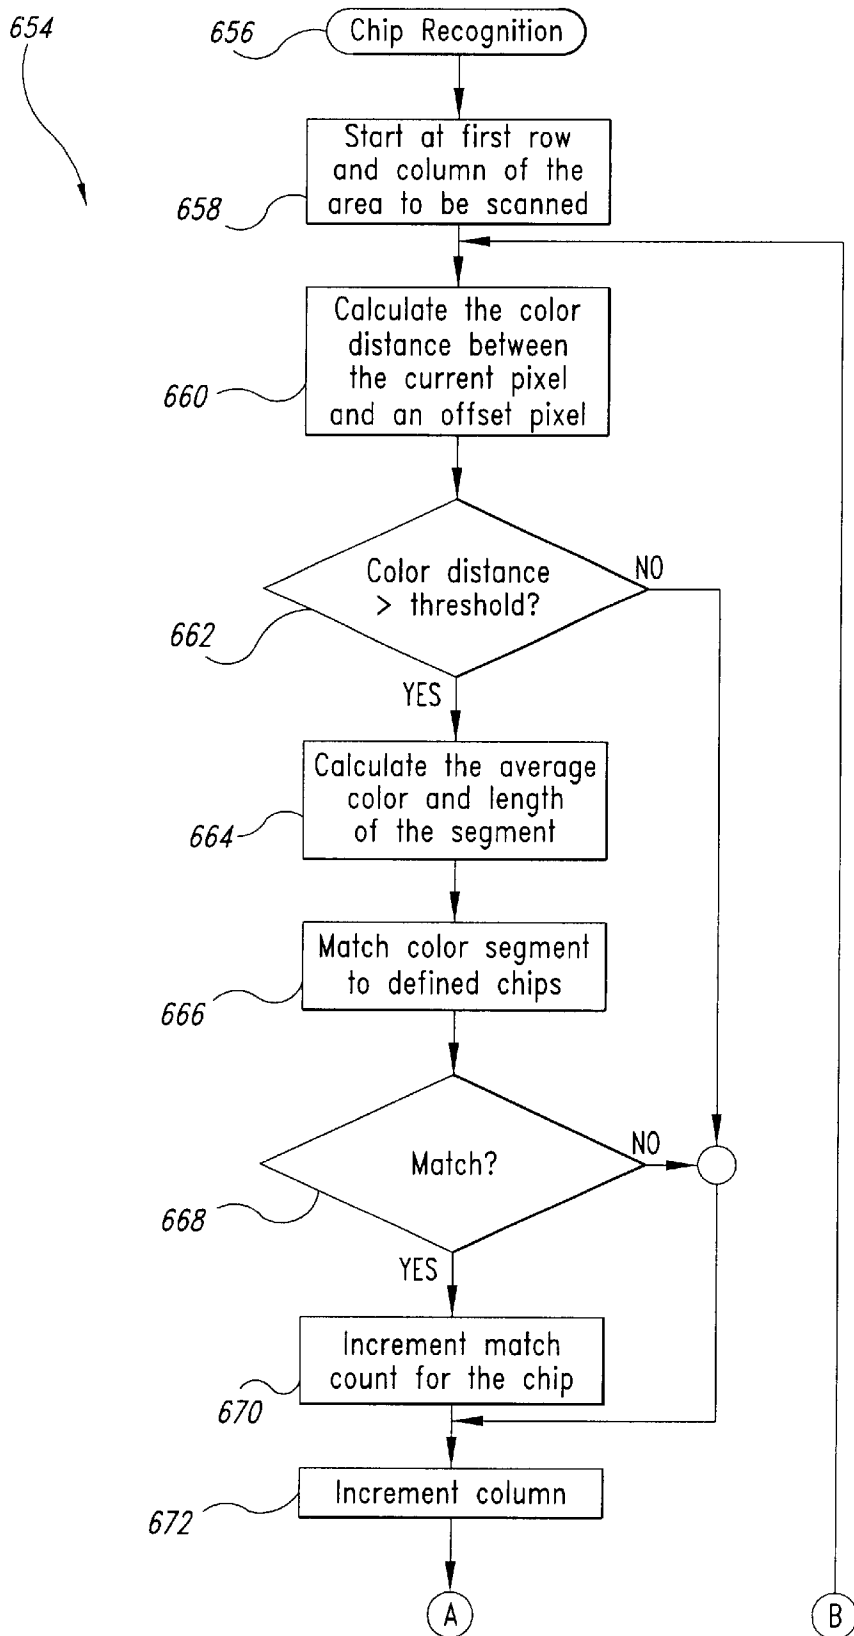 654
656
Chip Recognition
Start at first row
and column of the
area to be scanned
658
Calculate the color
distance between
the current pixel
and an offset pixel
660
Color distance
> threshold?
NO
662
YES
Calculate the average
color and length
of the segment
664
Match color segment
to defined chips
666
Match?
NO
668
YES
Increment match
count for the chip
670
Increment column
672
A
B